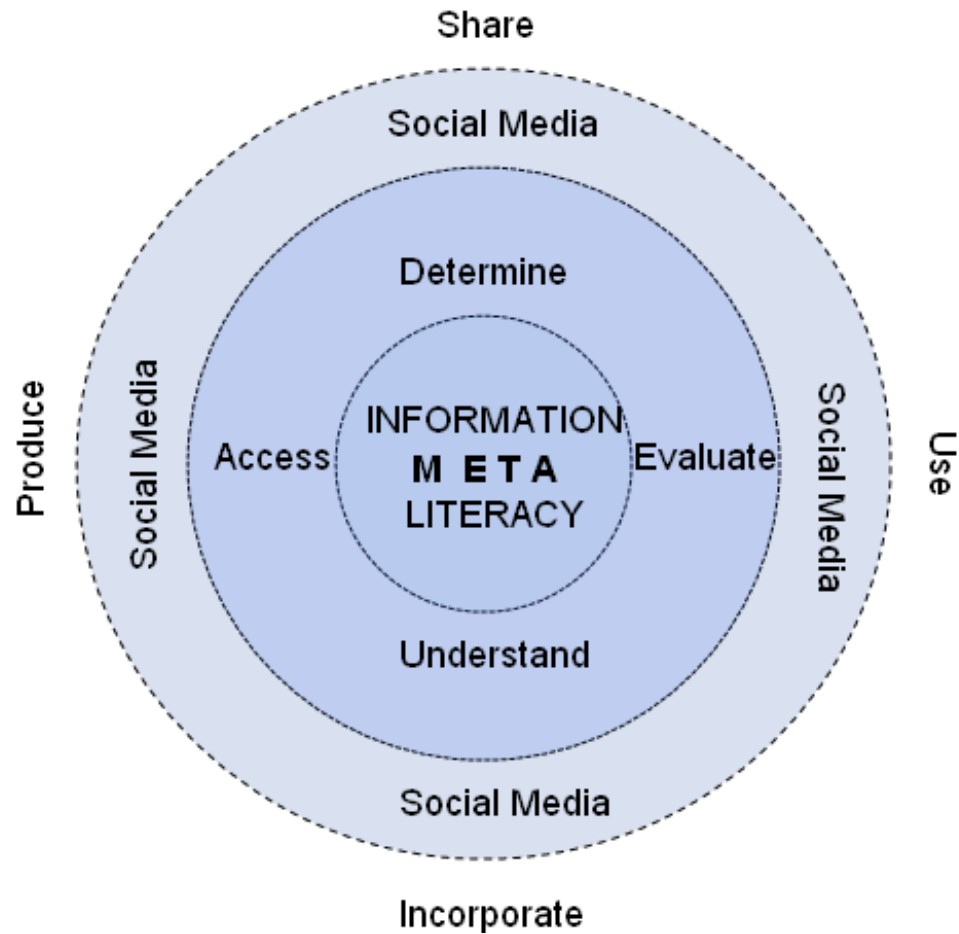 Share
Social Media
Determine
Produce
Social Media
Access
INFORMATION
M E T A
LITERACY
Evaluate
Social Media
Use
Understand
Social Media
Incorporate